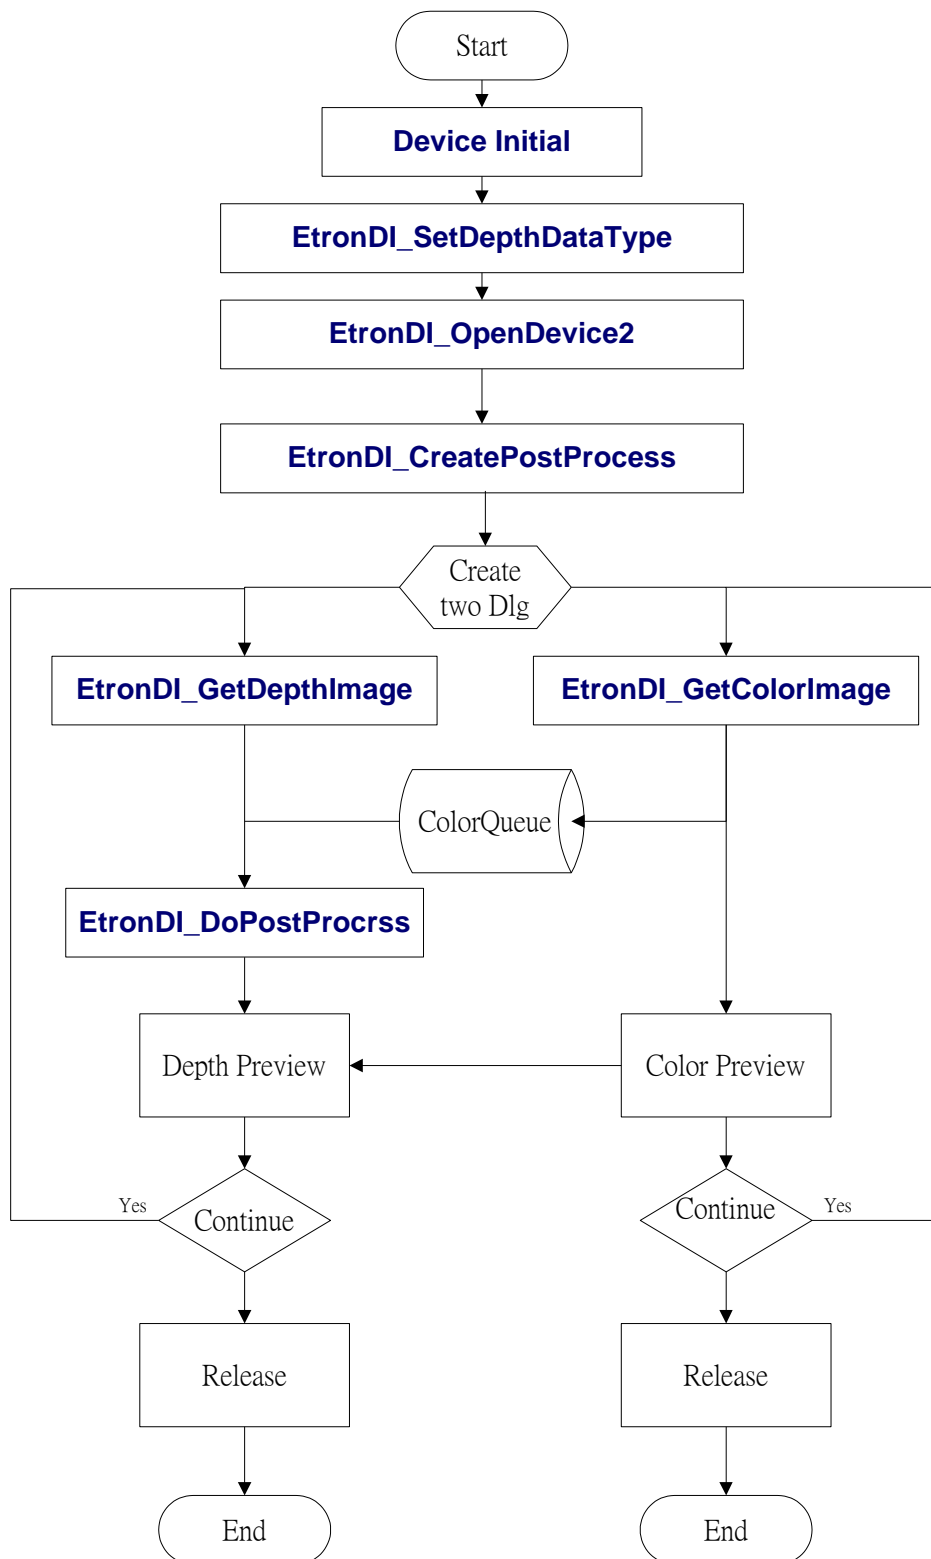 Start
Device Initial
EtronDI_SetDepthDataType
EtronDI_OpenDevice2
EtronDI_CreatePostProcess
Create
two Dlg
EtronDI_GetDepthImage
EtronDI_GetColorImage
ColorQueue
EtronDI_DoPostProcrss
Depth Preview
Color Preview
Yes
Continue
Continue
Yes
Release
Release
End
End